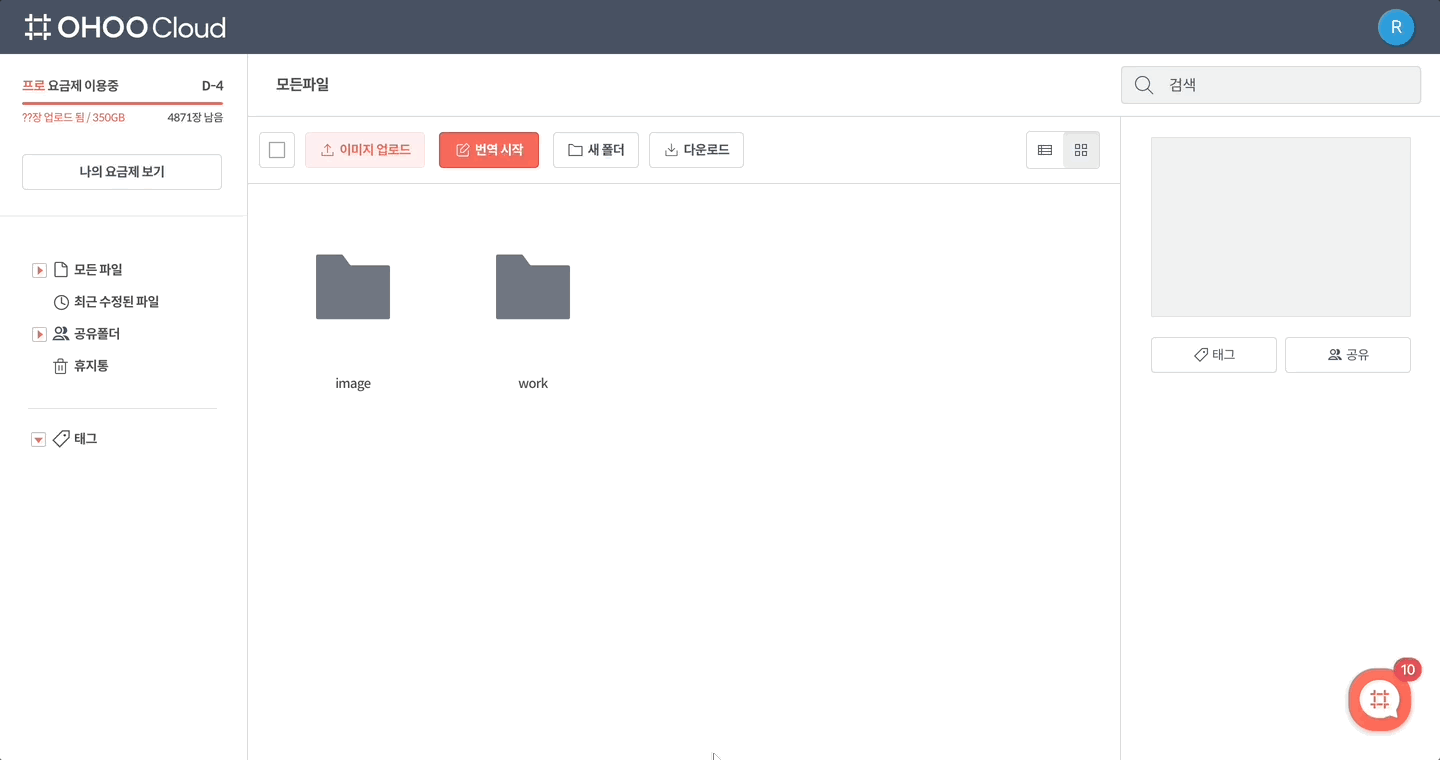 OHOO Cloud
R
프로 요금제 이용중 D-4
??장 업로드 됨 / 350GB 4871장 남음
나의 요금제 보기
모든 파일
최근 수정된 파일
공유폴더
휴지통
태그
모든파일
검색
이미지 업로드 번역 시작 새 폴더 다운로드
image work
태그 공유
10